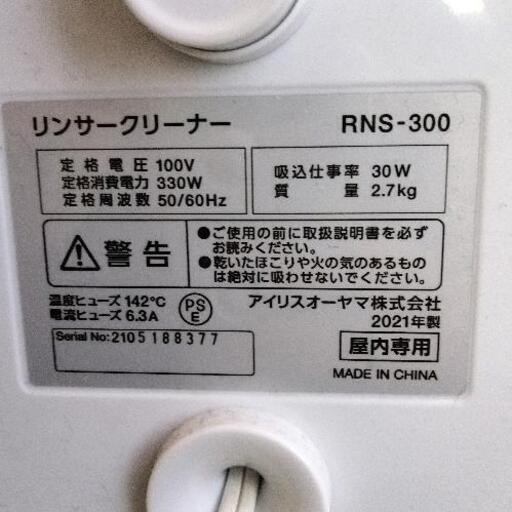 リンサークリーナー RNS-300
定格電圧 100V
定格消費電力 330W
定格周波数 50/60Hz
吸込仕事率 30W
質量 2.7kg
警告
●ご使用の前に取扱説明書を必ず
お読みください。
●乾いたほこりや火の気のあるもの
は絶対に吸わせないでください。
温度ヒューズ 142℃
電流ヒューズ 6.3A
PSE
アイリスオーヤマ株式会社
2021年製
Serial No:2105188377
屋内専用
MADE IN CHINA